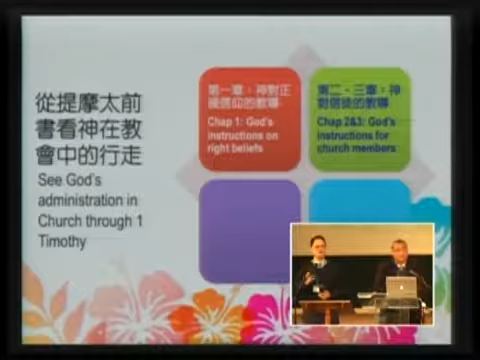 從提摩太前
書看神在教
會中的行走
See God's
administration in
Church through 1
Timothy
第一章：神對正
確信仰的教導
Chap 1: God's
instructions on
right beliefs
第二、三章：神
對信徒的教導
Chap 2&3: God's
instructions for
church members